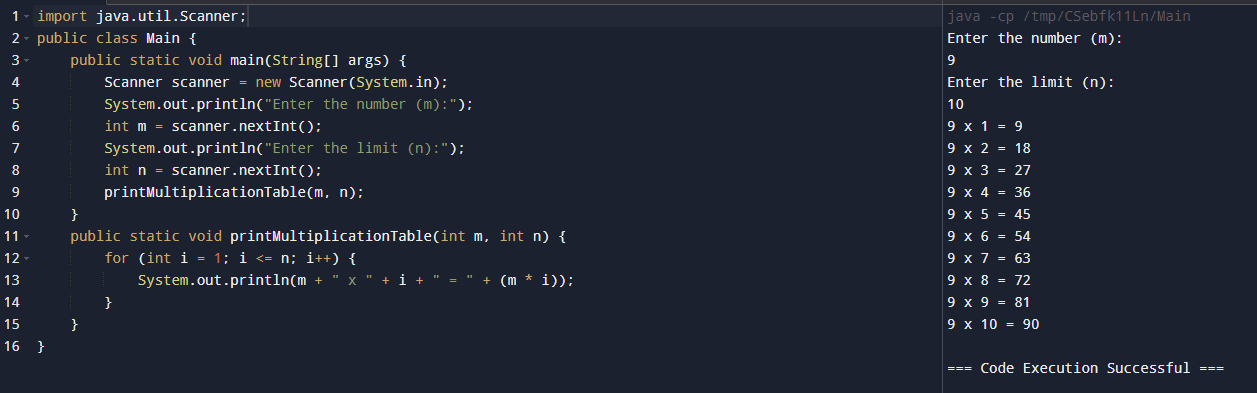 1 import java.util.Scanner;
2 public class Main {
3     public static void main(String[] args) {
4         Scanner scanner = new Scanner(System.in);
5         System.out.println("Enter the number (m):");
6         int m = scanner.nextInt();
7         System.out.println("Enter the limit (n):");
8         int n = scanner.nextInt();
9         printMultiplicationTable(m, n);
10     }
11     public static void printMultiplicationTable(int m, int n) {
12         for (int i = 1; i <= n; i++) {
13             System.out.println(m + " x " + i + " = " + (m * i));
14         }
15     }
16 }
java -cp /tmp/CSebfk11Ln/Main
Enter the number (m):
9
Enter the limit (n):
10
9 x 1 = 9
9 x 2 = 18
9 x 3 = 27
9 x 4 = 36
9 x 5 = 45
9 x 6 = 54
9 x 7 = 63
9 x 8 = 72
9 x 9 = 81
9 x 10 = 90
=== Code Execution Successful ===